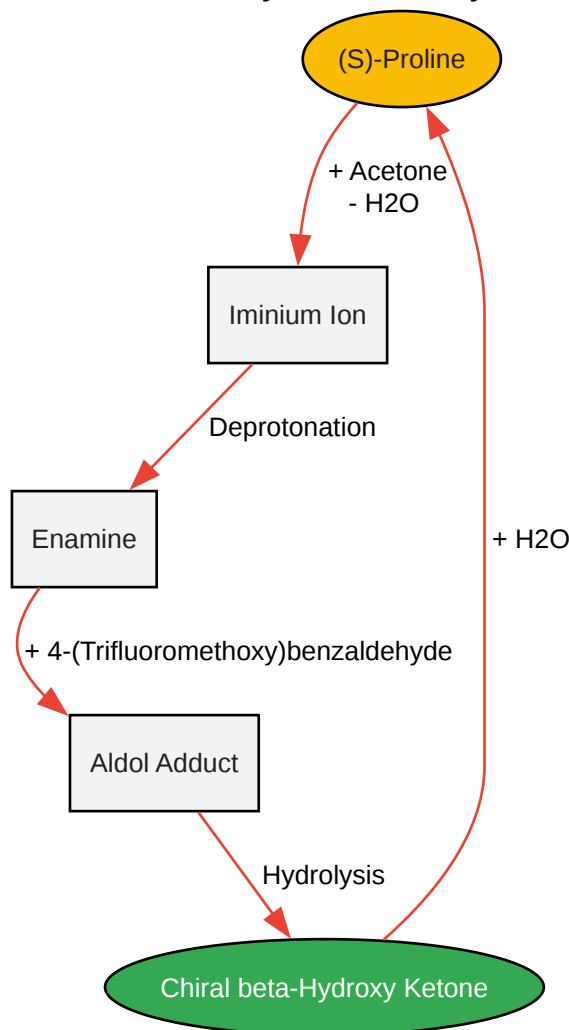 (S)-Proline
+ Acetone
- H2O
Iminium Ion
Deprotonation
Enamine
+ H2O
+ 4-(Trifluoromethoxy)benzaldehyde
Aldol Adduct
Hydrolysis
Chiral beta-Hydroxy Ketone